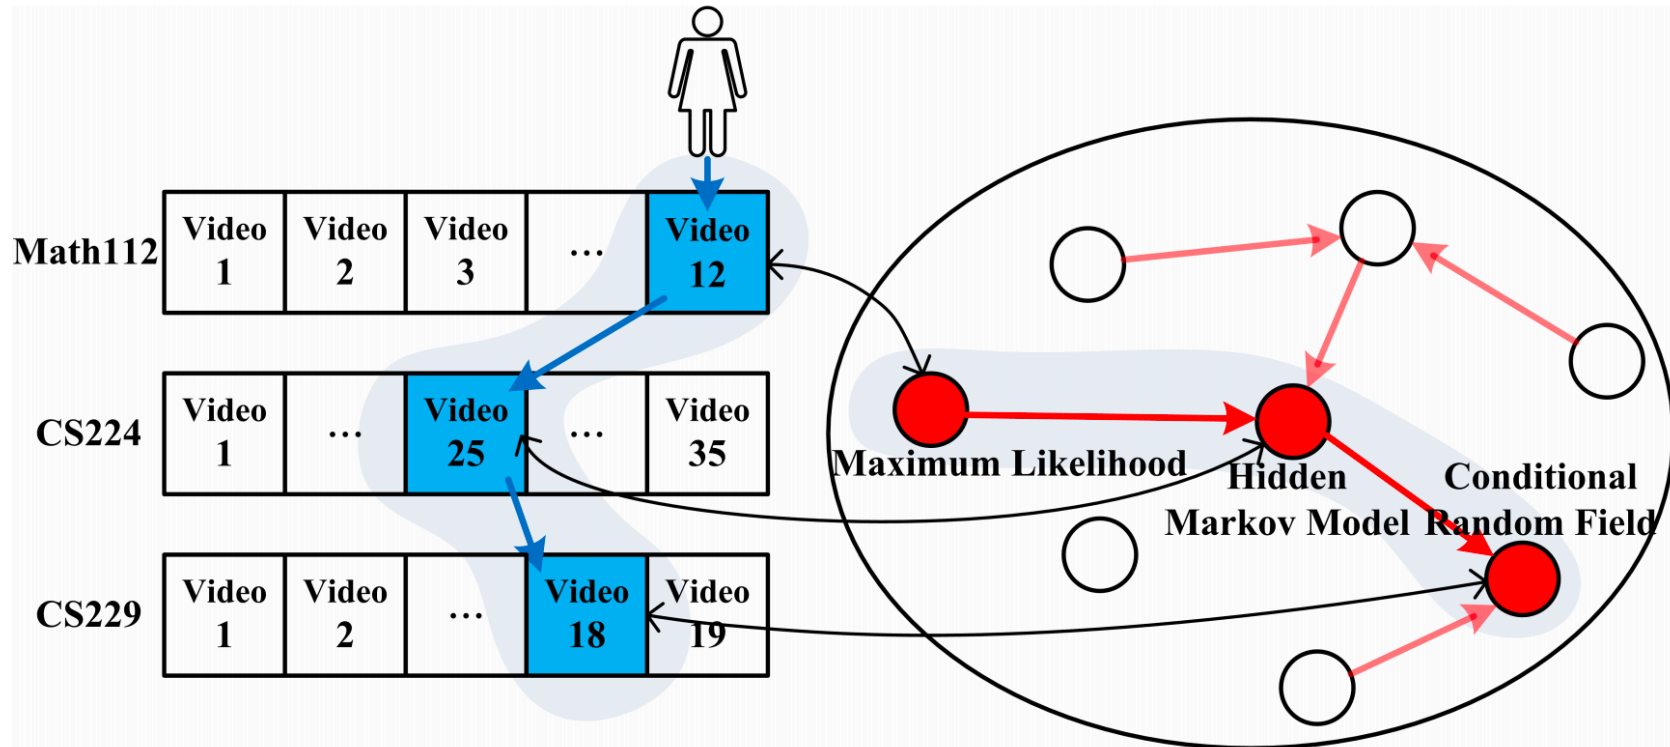 Math112
Video 1
Video 2
Video 3
...
Video 12
CS224
Video 1
...
Video 25
...
Video 35
CS229
Video 1
Video 2
...
Video 18
Video 19
Maximum Likelihood
Hidden
Markov Model
Conditional
Random Field